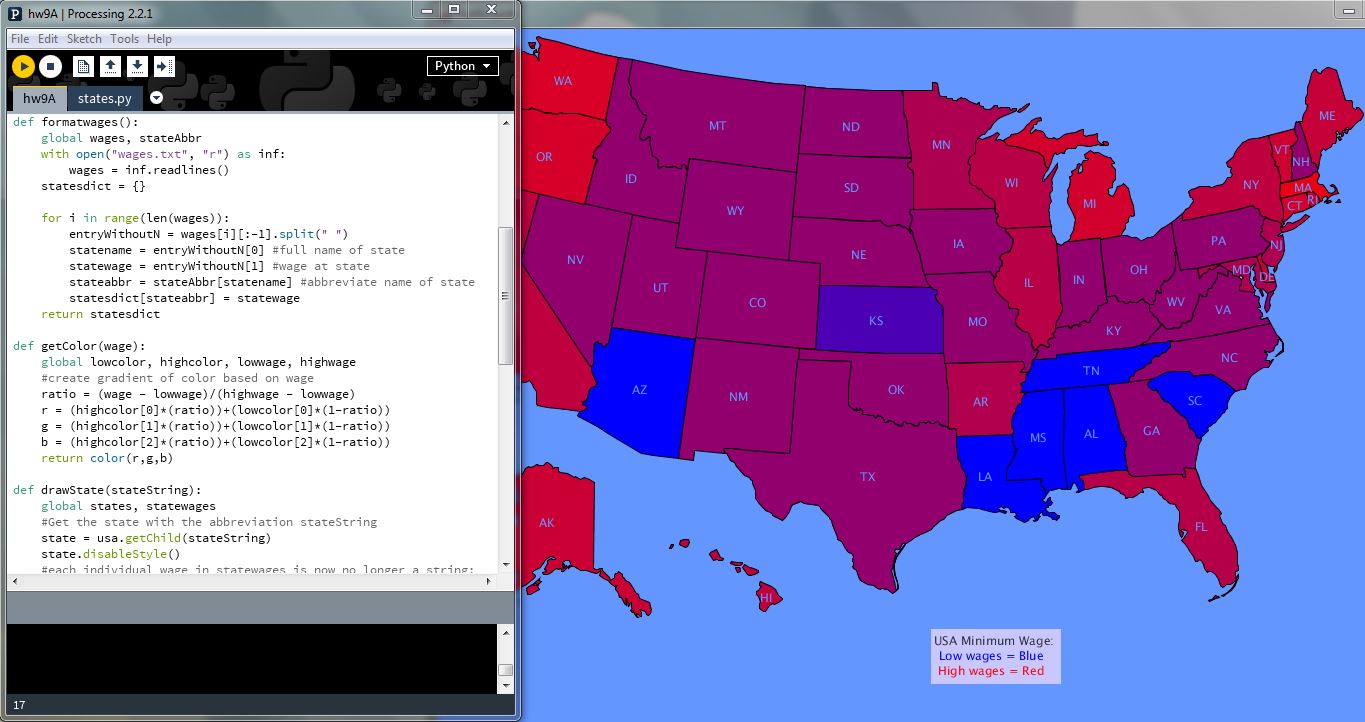 hw9A | Processing 2.2.1
File Edit Sketch Tools Help
Python
hw9A states.py
def formatwages():
    global wages, stateAbbr
    with open("wages.txt", "r") as inf:
        wages = inf.readlines()
    statesdict = {}
    for i in range(len(wages)):
        entryWithoutN = wages[i][:-1].split(" ")
        statename = entryWithoutN[0] #full name of state
        statewage = entryWithoutN[1] #wage at state
        stateabbr = stateAbbr[statename] #abbreviate name of state
        statesdict[stateabbr] = statewage
    return statesdict
def getColor(wage):
    global lowcolor, highcolor, lowwage, highwage
    #create gradient of color based on wage
    ratio = (wage - lowwage)/(highwage - lowwage)
    r = (highcolor[0]*(ratio))+(lowcolor[0]*(1-ratio))
    g = (highcolor[1]*(ratio))+(lowcolor[1]*(1-ratio))
    b = (highcolor[2]*(ratio))+(lowcolor[2]*(1-ratio))
    return color(r,g,b)
def drawState(stateString):
    global states, statewages
    #Get the state with the abbreviation stateString
    state = usa.getChild(stateString)
    state.disableStyle()
    #each individual wage in statewages is now no longer a string;
17
WA
MT
ND
MN
ME
OR
ID
SD
WI
VT
NH
WY
MI
NY
MA
CT
RI
NV
UT
CO
NE
IA
IL
IN
OH
PA
NJ
MD
DE
KS
MO
WV
VA
KY
AZ
NM
OK
AR
TN
NC
SC
MS
AL
GA
TX
LA
FL
AK
HI
USA Minimum Wage:
Low wages = Blue
High wages = Red